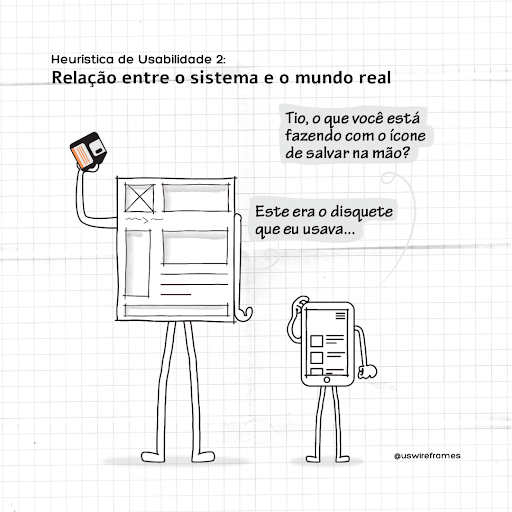 Heurística de Usabilidade 2:
Relação entre o sistema e o mundo real
Tio, o que você está
fazendo com o ícone
de salvar na mão?
Este era o disquete
que eu usava...
@uswireframes